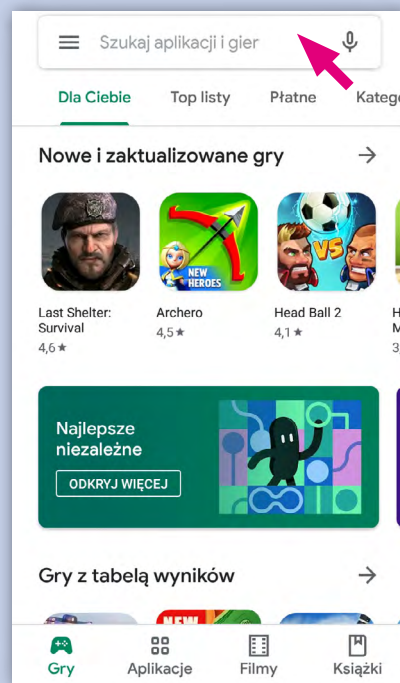 Szukaj aplikacji i gier
Dla Ciebie Top listy Płatne Katego
Nowe i zaktualizowane gry
VS
NEW
HEROES
Last Shelter:
Survival
4,6★
Archero
4,5★
Head Ball 2
4,1★
H
M
3,
Najlepsze
niezależne
ODKRYJ WIĘCEJ
Gry z tabelą wyników
NEW
Gry Aplikacje Filmy Książki